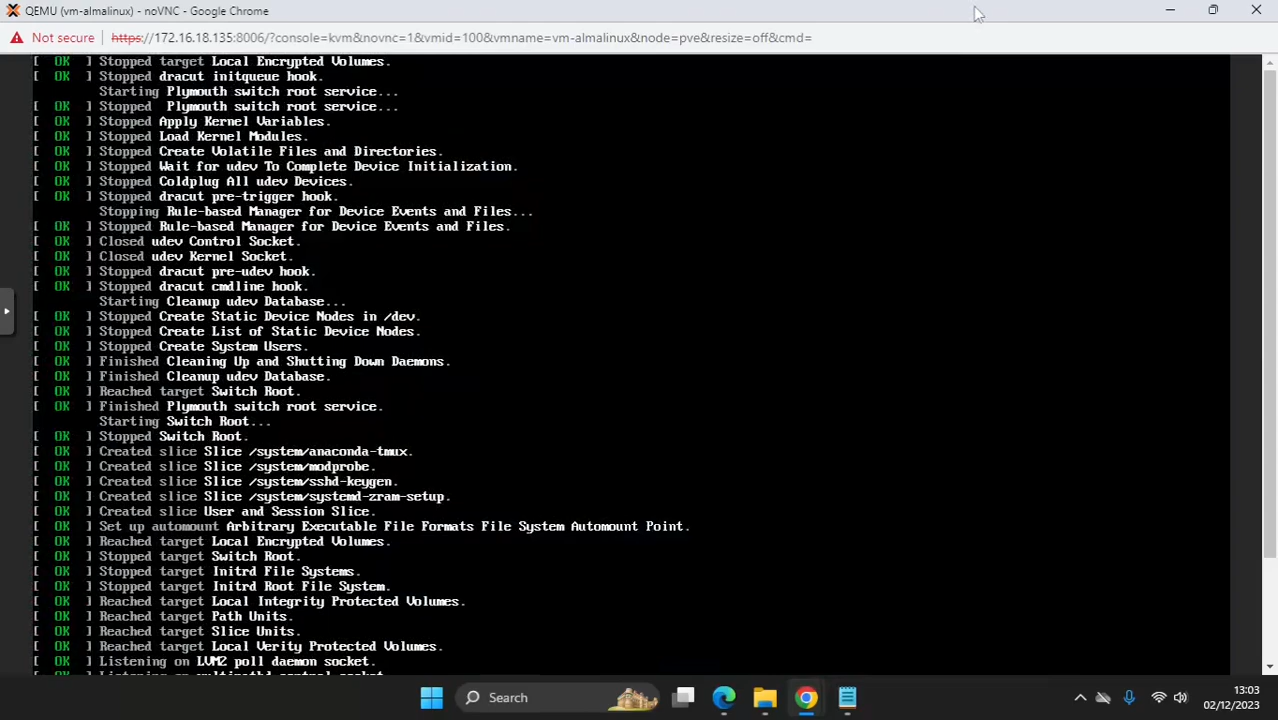 QEMU (vm-almalinux) - noVNC - Google Chrome
Not secure | https://172.16.18.135:8006/?console=kvm&novnc=1&vmid=100&vmname=vm-almalinux&node=pve&resize=off&cmd=
[  OK  ] Stopped target Local Encrypted Volumes.
[  OK  ] Stopped dracut initqueue hook.
Starting Plymouth switch root service...
[  OK  ] Stopped  Plymouth switch root service...
[  OK  ] Stopped Apply Kernel Variables.
[  OK  ] Stopped Load Kernel Modules.
[  OK  ] Stopped Create Volatile Files and Directories.
[  OK  ] Stopped Wait for udev To Complete Device Initialization.
[  OK  ] Stopped Coldplug All udev Devices.
[  OK  ] Stopped dracut pre-trigger hook.
Stopping Rule-based Manager for Device Events and Files...
[  OK  ] Stopped Rule-based Manager for Device Events and Files.
[  OK  ] Closed udev Control Socket.
[  OK  ] Closed udev Kernel Socket.
[  OK  ] Stopped dracut pre-udev hook.
[  OK  ] Stopped dracut cmdline hook.
Starting Cleanup udev Database...
[  OK  ] Stopped Create Static Device Nodes in /dev.
[  OK  ] Stopped Create List of Static Device Nodes.
[  OK  ] Stopped Create System Users.
[  OK  ] Finished Cleaning Up and Shutting Down Daemons.
[  OK  ] Finished Cleanup udev Database.
[  OK  ] Reached target Switch Root.
[  OK  ] Finished Plymouth switch root service.
Starting Switch Root...
[  OK  ] Stopped Switch Root.
[  OK  ] Created slice Slice /system/anaconda-tmux.
[  OK  ] Created slice Slice /system/modprobe.
[  OK  ] Created slice Slice /system/sshd-keygen.
[  OK  ] Created slice Slice /system/systemd-zram-setup.
[  OK  ] Created slice User and Session Slice.
[  OK  ] Set up automount Arbitrary Executable File Formats File System Automount Point.
[  OK  ] Reached target Local Encrypted Volumes.
[  OK  ] Stopped target Switch Root.
[  OK  ] Stopped target Initrd File Systems.
[  OK  ] Stopped target Initrd Root File System.
[  OK  ] Reached target Local Integrity Protected Volumes.
[  OK  ] Reached target Path Units.
[  OK  ] Reached target Slice Units.
[  OK  ] Reached target Local Verity Protected Volumes.
[  OK  ] Listening on LVM2 poll daemon socket.
[  OK  ] Listening on multipathd control socket.
Search
13:03
02/12/2023